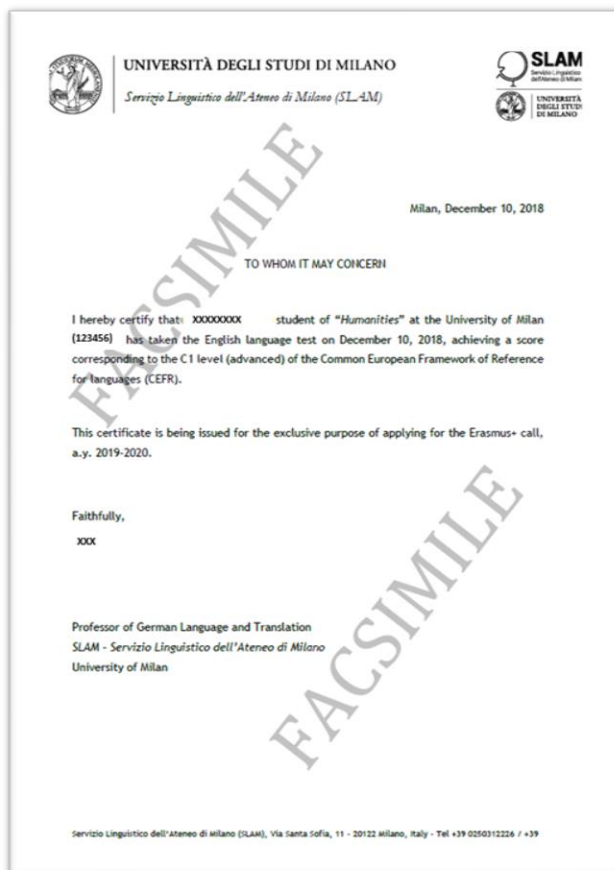 UNIVERSITÀ DEGLI STUDI DI MILANO
Servizio Linguistico dell'Ateneo di Milano (SLAM)
SLAM
Servizio Linguistico
dell'Ateneo di Milano
UNIVERSITÀ
DEGLI STUDI
DI MILANO
FACSIMILE
Milan, December 10, 2018
TO WHOM IT MAY CONCERN
I hereby certify that XXXXXXXX student of "Humanities" at the University of Milan
(123456) has taken the English language test on December 10, 2018, achieving a score
corresponding to the C1 level (advanced) of the Common European Framework of Reference
for languages (CEFR).
This certificate is being issued for the exclusive purpose of applying for the Erasmus+ call,
a.y. 2019-2020.
Faithfully,
XXX
FACSIMILE
Professor of German Language and Translation
SLAM - Servizio Linguistico dell'Ateneo di Milano
University of Milan
Servizio Linguistico dell'Ateneo di Milano (SLAM), Via Santa Sofia, 11 - 20122 Milano, Italy - Tel +39 0250312226 / +39